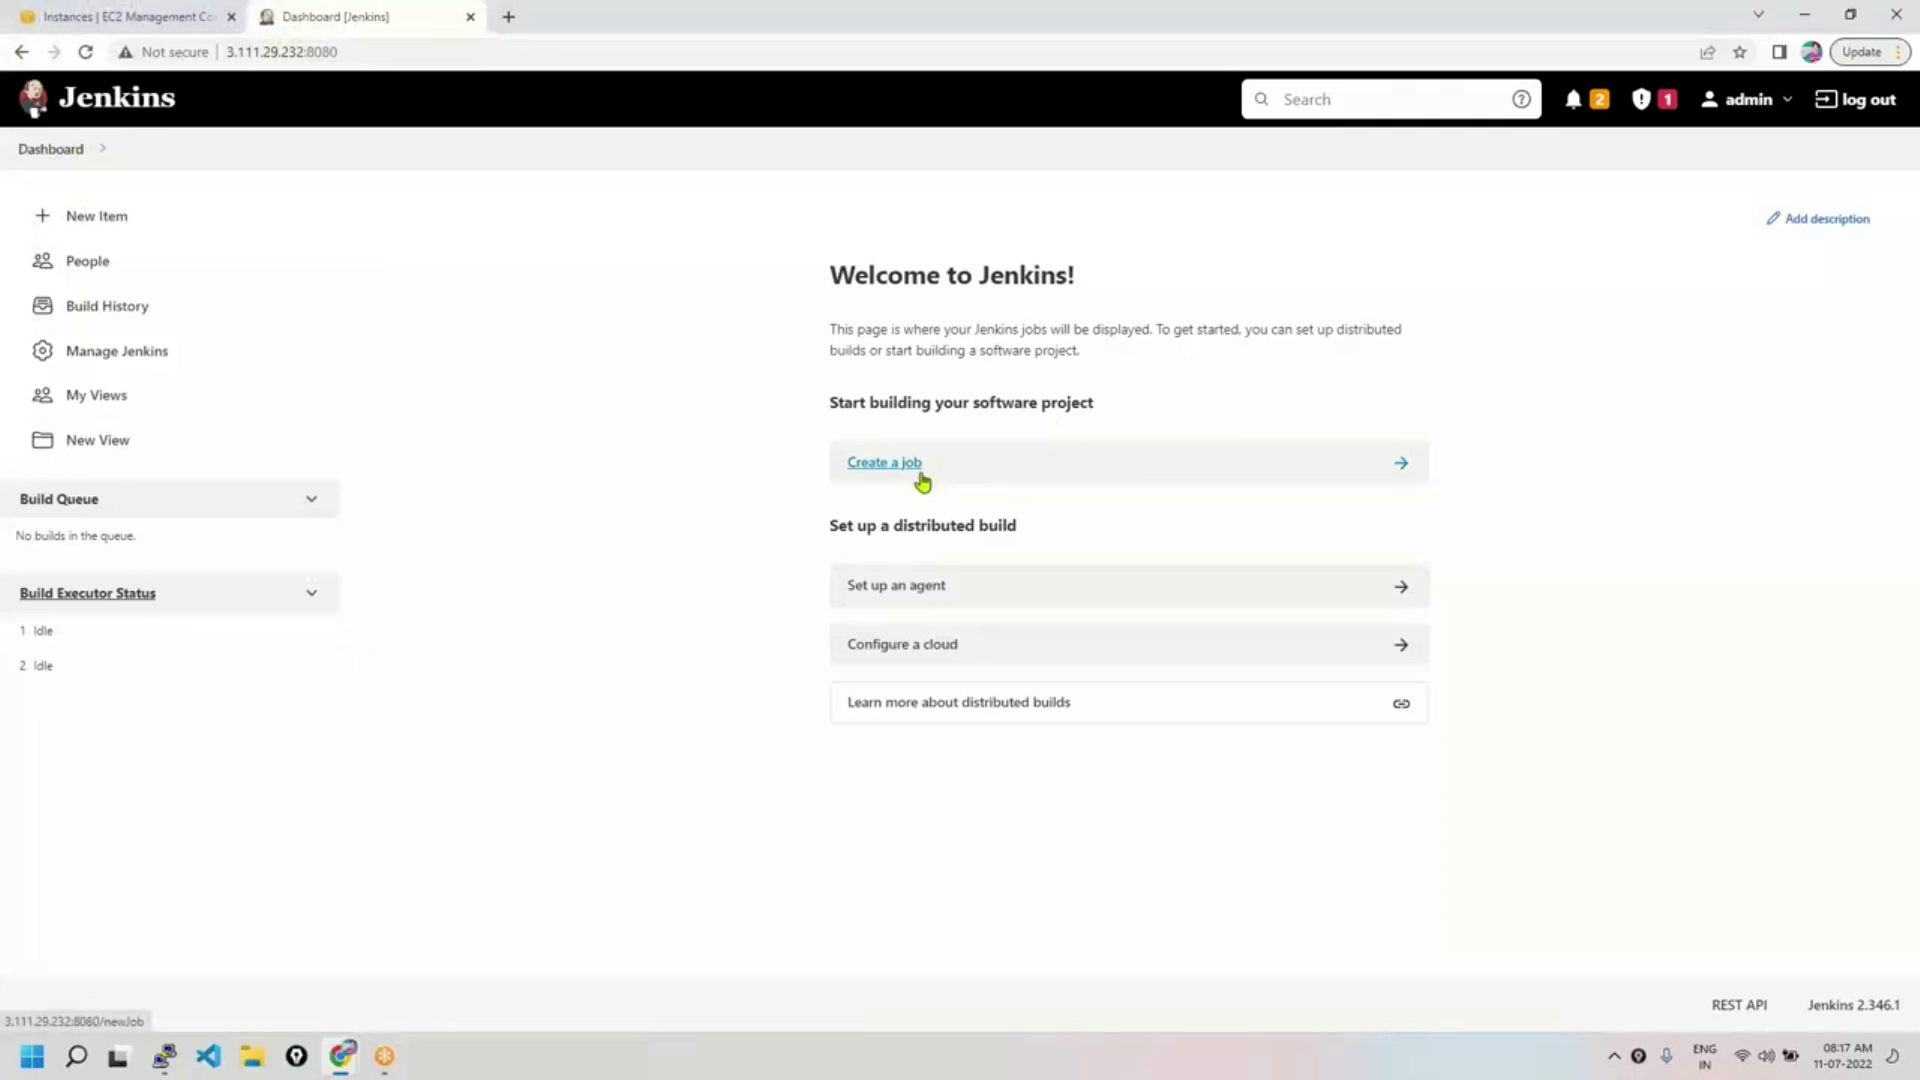 Instances | EC2 Management Co
Dashboard [Jenkins]
Not secure
3.111.29.232:8080
Update
Jenkins
Search
2
1
admin
log out
Dashboard
New Item
People
Build History
Manage Jenkins
My Views
New View
Build Queue
No builds in the queue.
Build Executor Status
1 Idle
2 Idle
Add description
Welcome to Jenkins!
This page is where your Jenkins jobs will be displayed. To get started, you can set up distributed
builds or start building a software project.
Start building your software project
Create a job
Set up a distributed build
Set up an agent
Configure a cloud
Learn more about distributed builds
REST API
Jenkins 2.346.1
3.111.29.232:8080/newJob
ENG
IN
08:17 AM
11-07-2022